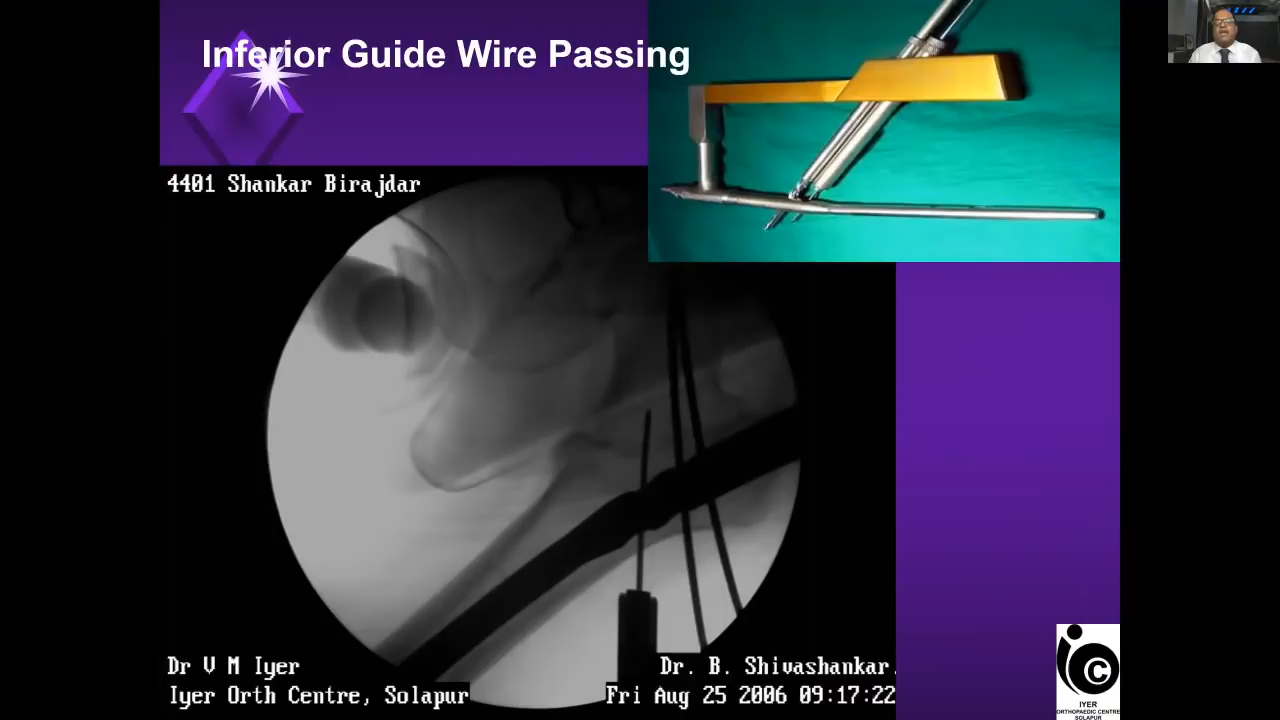 Inferior Guide Wire Passing
4401 Shankar Birajdar
Dr V M Iyer
Dr. B. Shivashankar.
Iyer Orth Centre, Solapur
Fri Aug 25 2006 09:17:22
C
IYER
ORTHOPAEDIC CENTRE
SOLAPUR